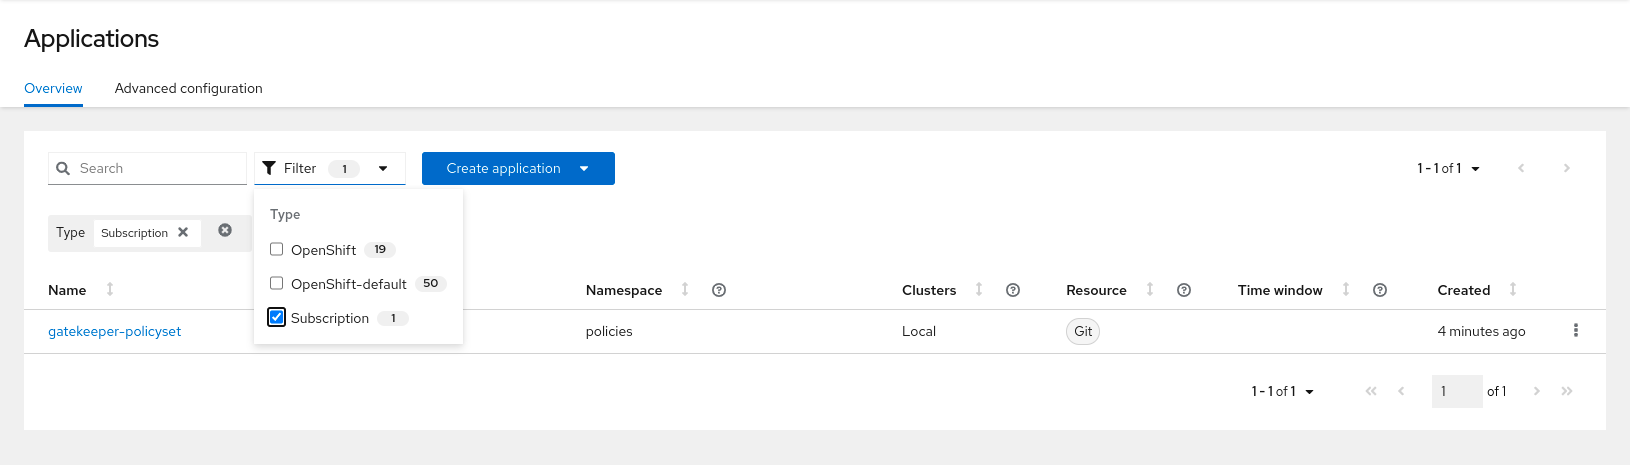 Applications
Overview Advanced configuration
Search Filter 1 Create application 1 - 1 of 1
Type
Type Subscription
OpenShift 19
OpenShift-default 50
Subscription 1
Name Namespace Clusters Resource Time window Created
gatekeeper-policyset policies Local Git 4 minutes ago
1 - 1 of 1 1 of 1